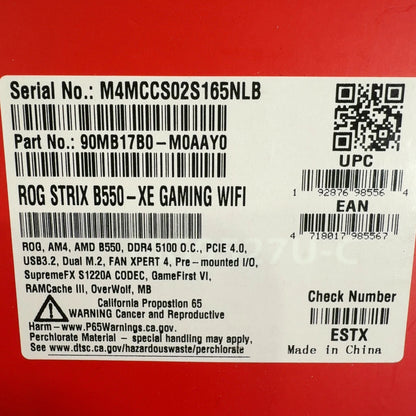 Serial No.: M4MCCS02S165NLB
Part No.: 90MB17B0-M0AAY0
UPC
1 92876 98556 4
ROG STRIX B550-XE GAMING WIFI
EAN
4 718017 985567
ROG, AM4, AMD B550, DDR4 5100 O.C., PCIE 4.0,
USB3.2, Dual M.2, FAN XPERT 4, Pre-mounted I/O,
SupremeFX S1220A CODEC, GameFirst VI,
RAMCache III, OverWolf, MB
California Propostion 65
WARNING Cancer and Reproductive
Harm-www.P65Warnings.ca.gov.
Perchlorate Material - special handling may apply.
See www.dtsc.ca.gov/hazardouswaste/perchlorate
Check Number
ESTX
Made in China